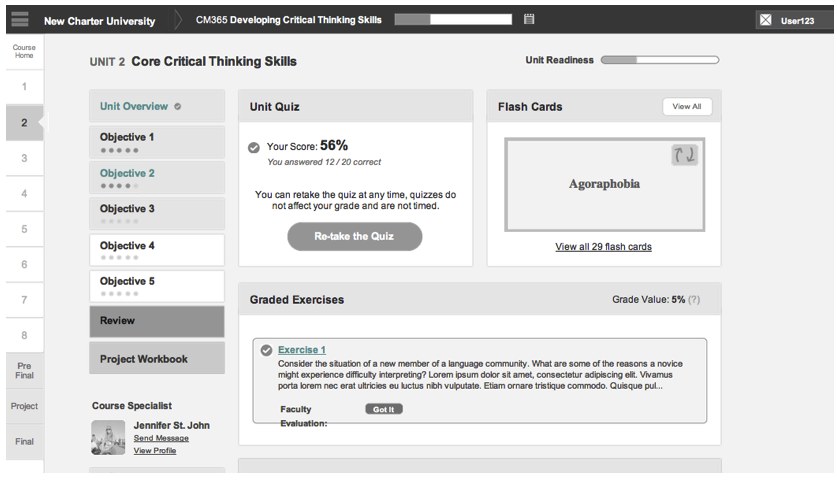 New Charter University
CM365 Developing Critical Thinking Skills
User123
Course
Home
1
2
3
4
5
6
7
8
Pre
Final
Project
Final
UNIT 2 Core Critical Thinking Skills
Unit Readiness
Unit Overview
Objective 1
Objective 2
Objective 3
Objective 4
Objective 5
Review
Project Workbook
Course Specialist
Jennifer St. John
Send Message
View Profile
Unit Quiz
Your Score: 56%
You answered 12 / 20 correct
You can retake the quiz at any time, quizzes do
not affect your grade and are not timed.
Re-take the Quiz
Flash Cards
View All
Agoraphobia
View all 29 flash cards
Graded Exercises
Grade Value: 5% (?)
Exercise 1
Consider the situation of a new member of a language community. What are some of the reasons a novice
might experience difficulty interpreting? Lorem ipsum dolor sit amet, consectetur adipiscing elit. Vivamus
porta lorem nec erat ultricies eu luctus nibh vulputate. Etiam ornare tristique commodo. Quisque pul...
Faculty
Evaluation:
Got It